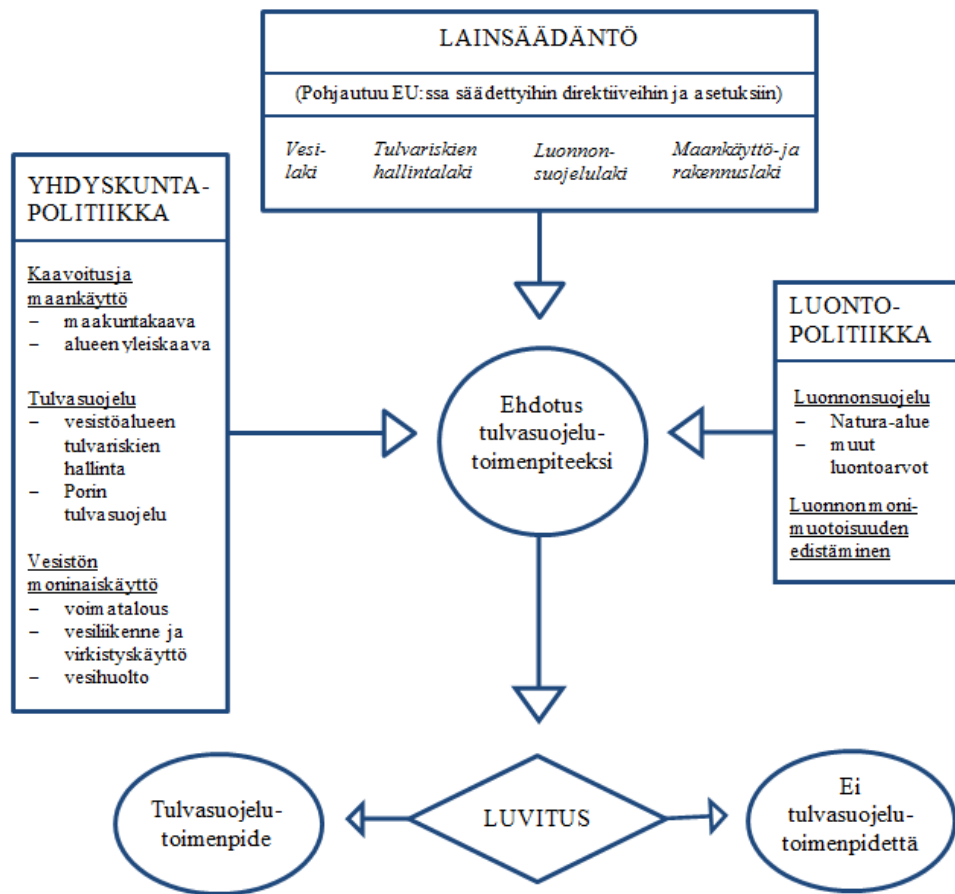 LAINSÄÄDÄNTÖ
(Pohjautuu EU:ssa säädettyihin direktiiveihin ja asetuksiin)
Vesi-
laki
Tulvariskien
hallintalaki
Luonnon-
suojelulaki
Maankäyttö- ja
rakennuslaki
YHDYSKUNTA-
POLITIIKKA
Kaavoitus ja
maankäyttö
– maakuntakaava
– alueen yleiskaava
Tulvasuojelu
– vesistöalueen
tulvariskien
hallinta
– Porin
tulvasuojelu
Vesistön
moninaiskäyttö
– voimatalous
– vesiliikenne ja
virkistyskäyttö
– vesihuolto
Ehdotus
tulvasuojelu-
toimenpiteeksi
LUONTO-
POLITIIKKA
Luonnonsuojelu
– Natura-alue
– muut
luontoarvot
Luonnon moni-
muotoisuuden
edistäminen
Tulvasuojelu-
toimenpide
LUVITUS
Ei
tulvasuojelu-
toimenpidettä